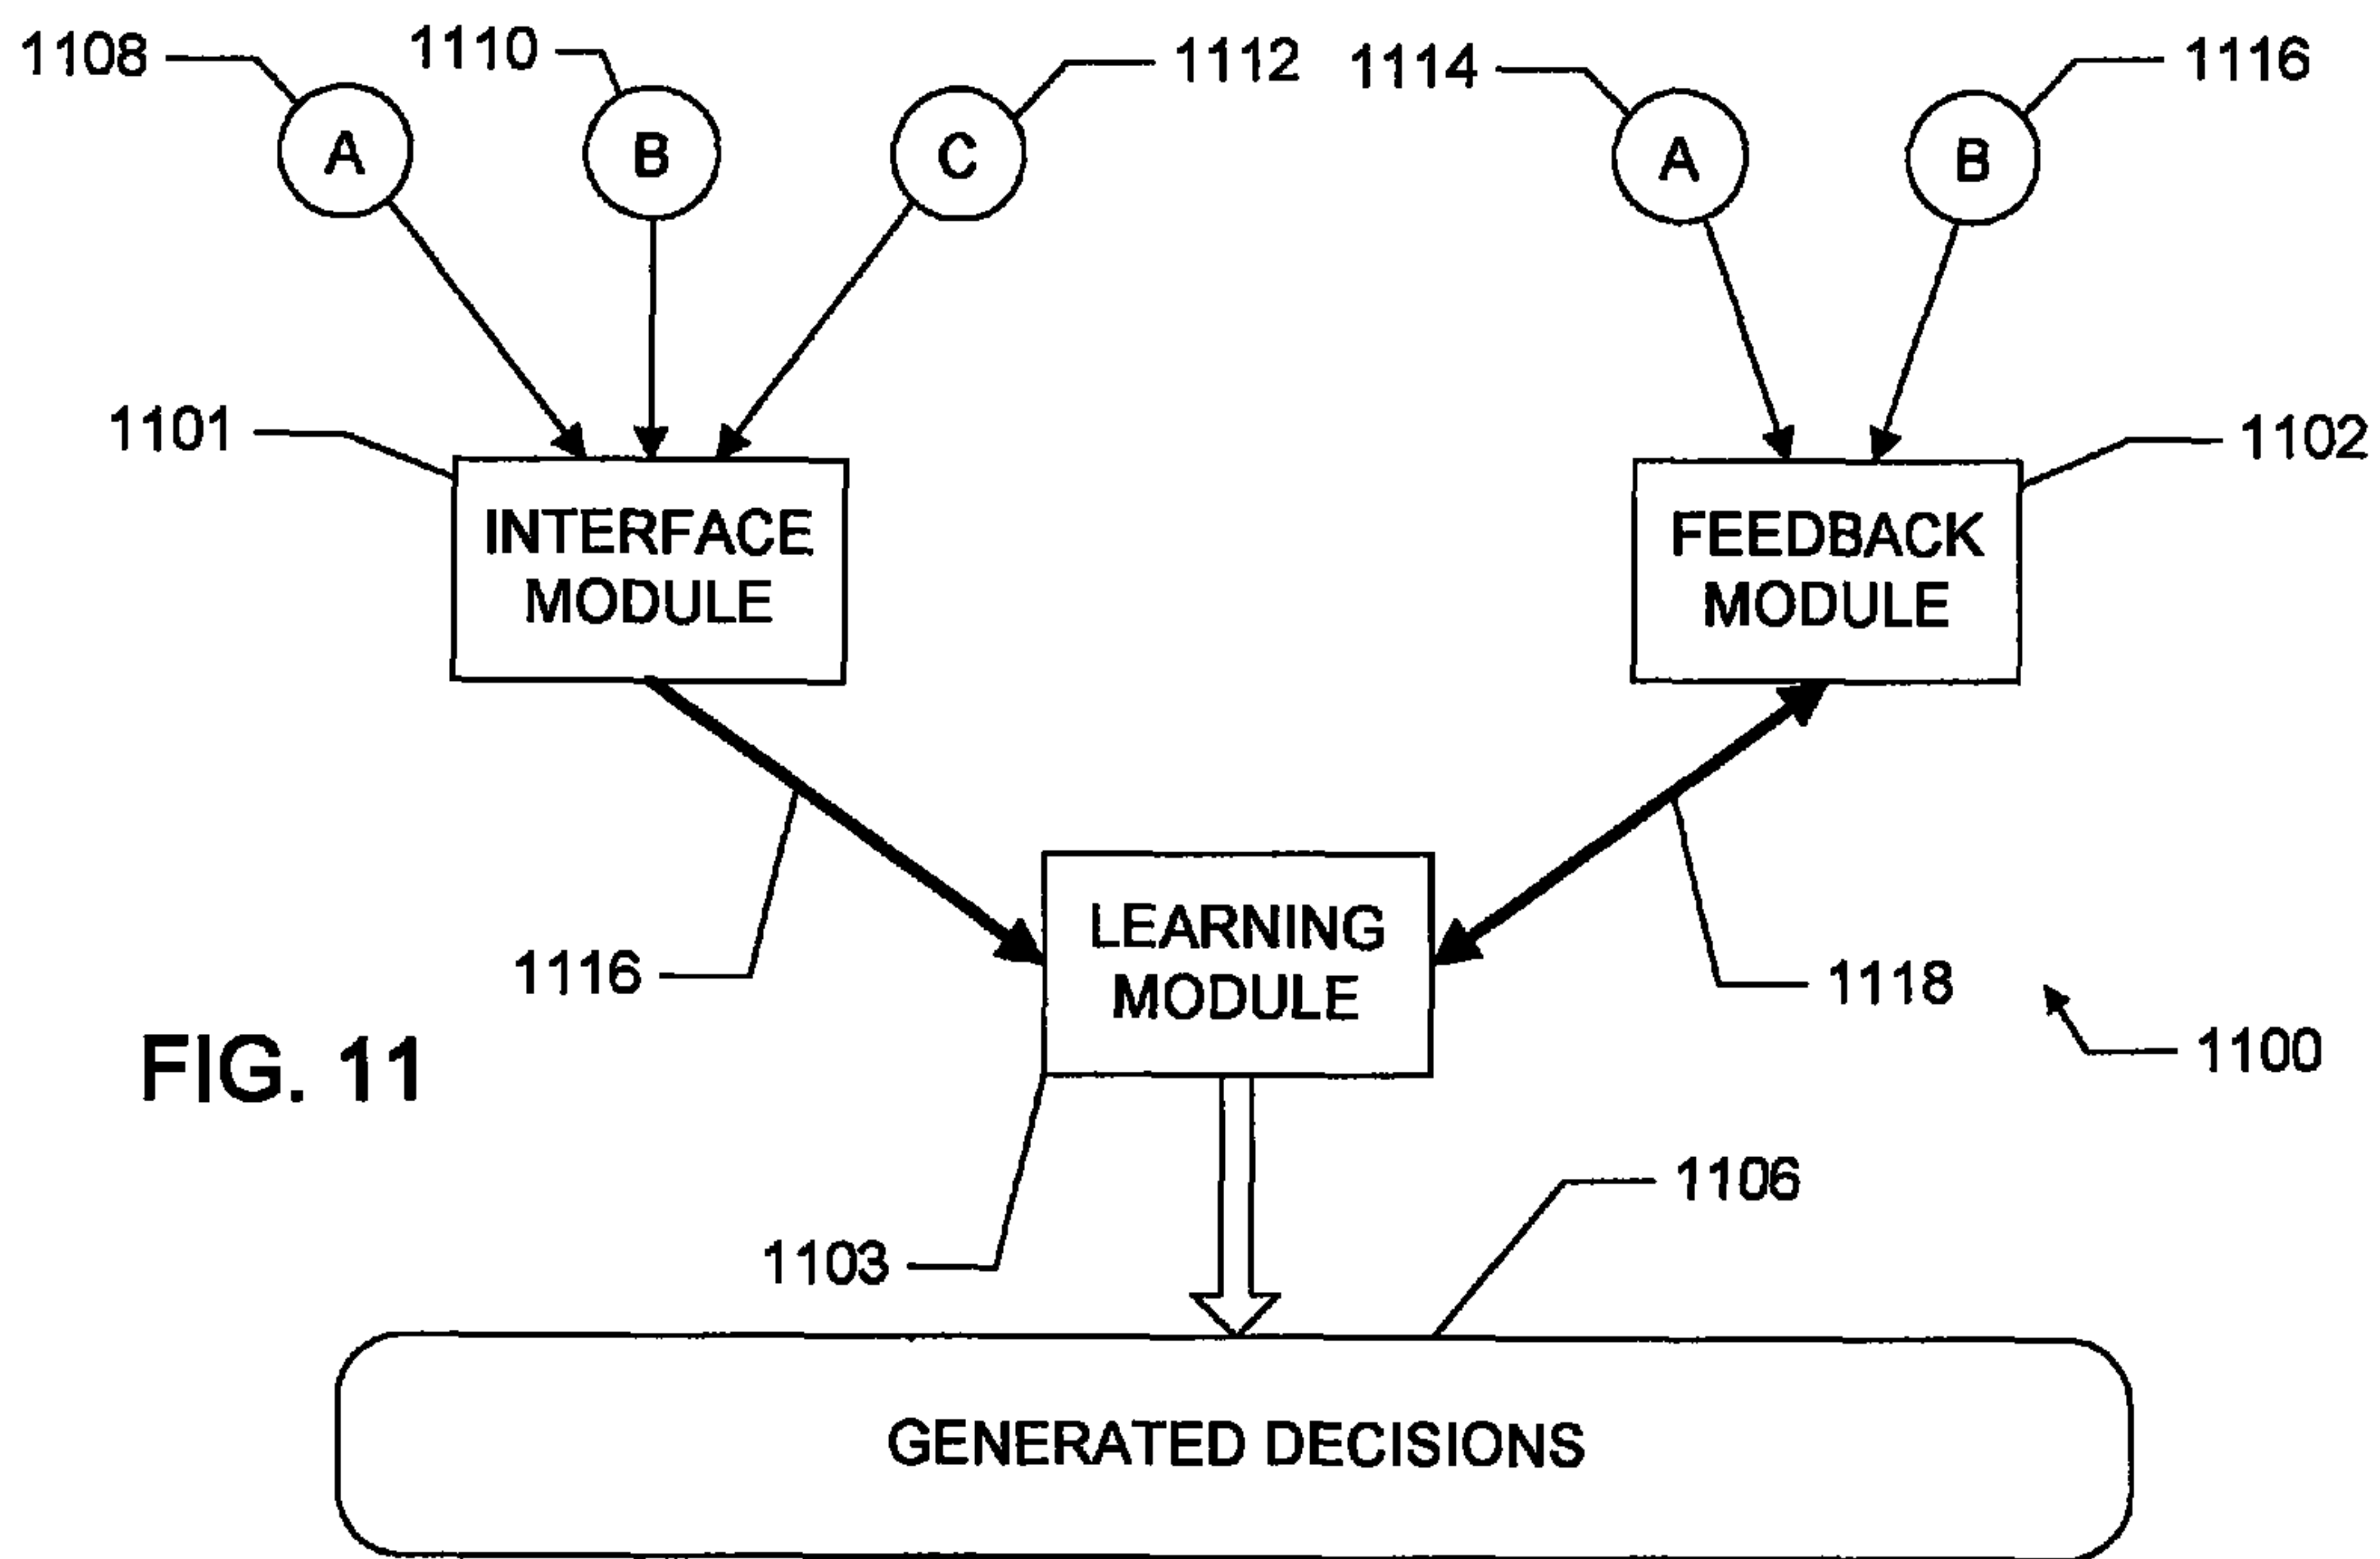 1108
1110
1112
1114
1116
A
B
C
A
B
1101
1102
INTERFACE
MODULE
FEEDBACK
MODULE
LEARNING
MODULE
1116
1118
FIG. 11
1100
1103
1106
GENERATED DECISIONS